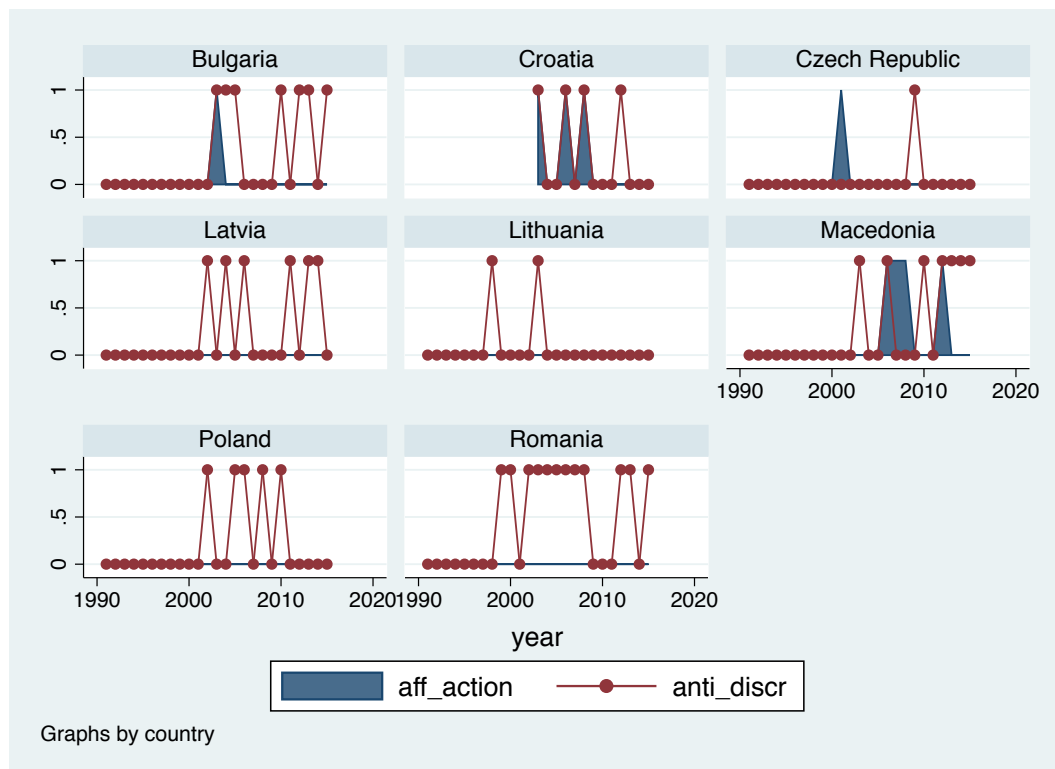 Bulgaria Croatia Czech Republic
1
.5
0
Latvia Lithuania Macedonia
1
.5
0
1990 2000 2010 2020
Poland Romania
1
.5
0
1990 2000 2010 2020 1990 2000 2010 2020
year
aff_action anti_discr
Graphs by country